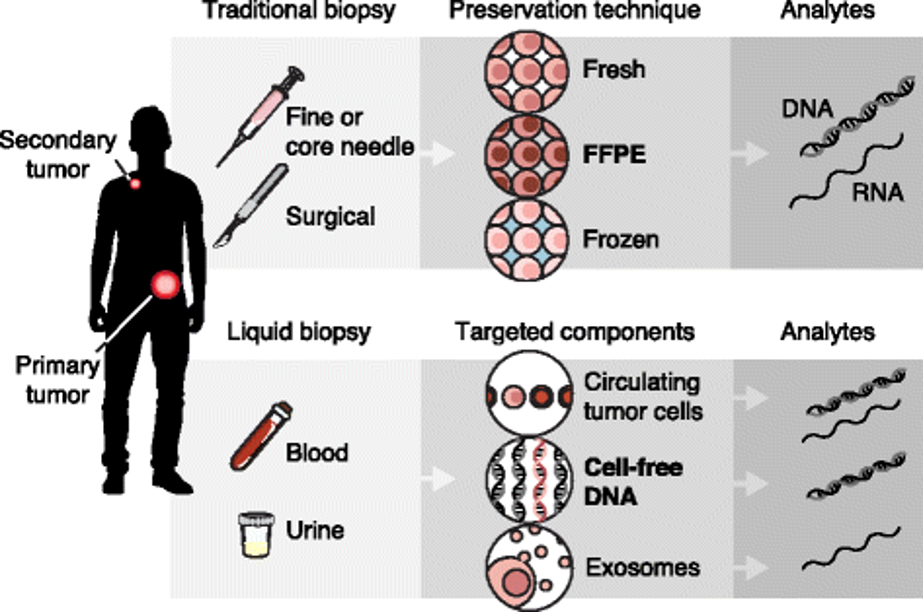 Traditional biopsy
Preservation technique
Analytes
Secondary
tumor
Fine or
core needle
Surgical
Fresh
FFPE
Frozen
DNA
RNA
Primary
tumor
Liquid biopsy
Targeted components
Analytes
Blood
Urine
Circulating
tumor cells
Cell-free
DNA
Exosomes